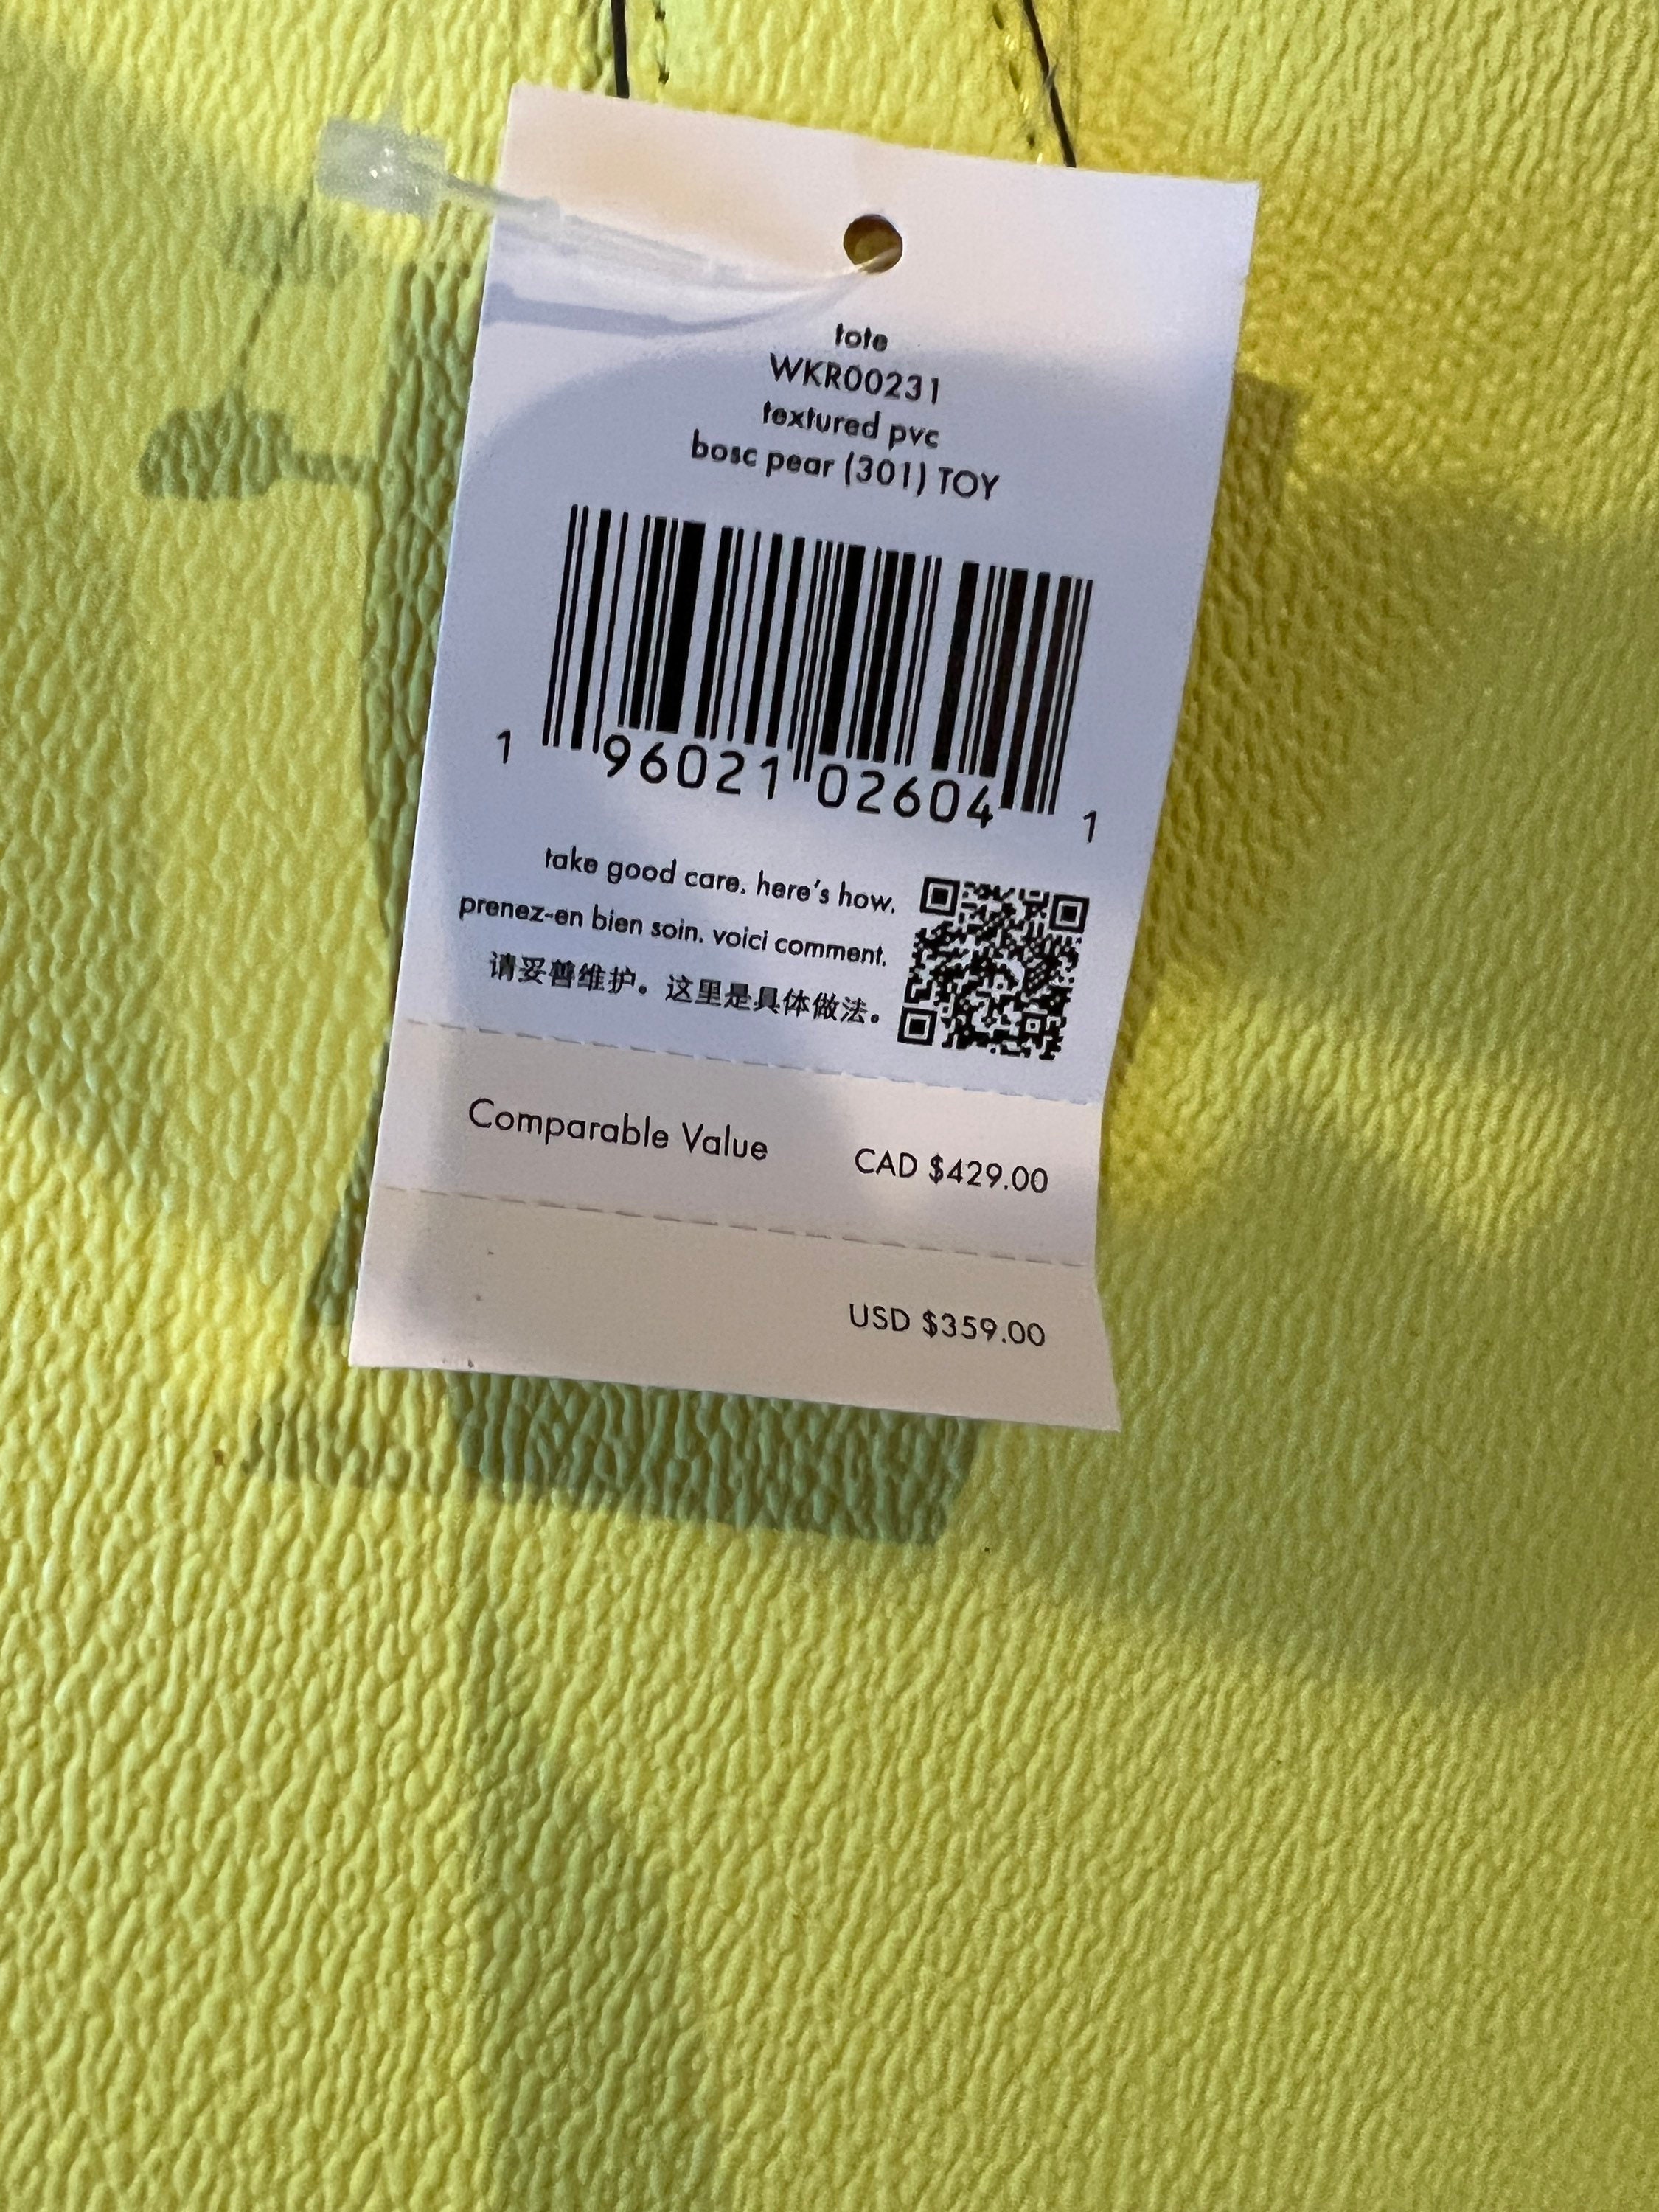 tote
WKR00231
textured pvc
bosc pear (301) TOY
1 96021 02604 1
take good care. here's how.
prenez-en bien soin. voici comment.
请妥善维护。这里是具体做法。
Comparable Value CAD $429.00
USD $359.00